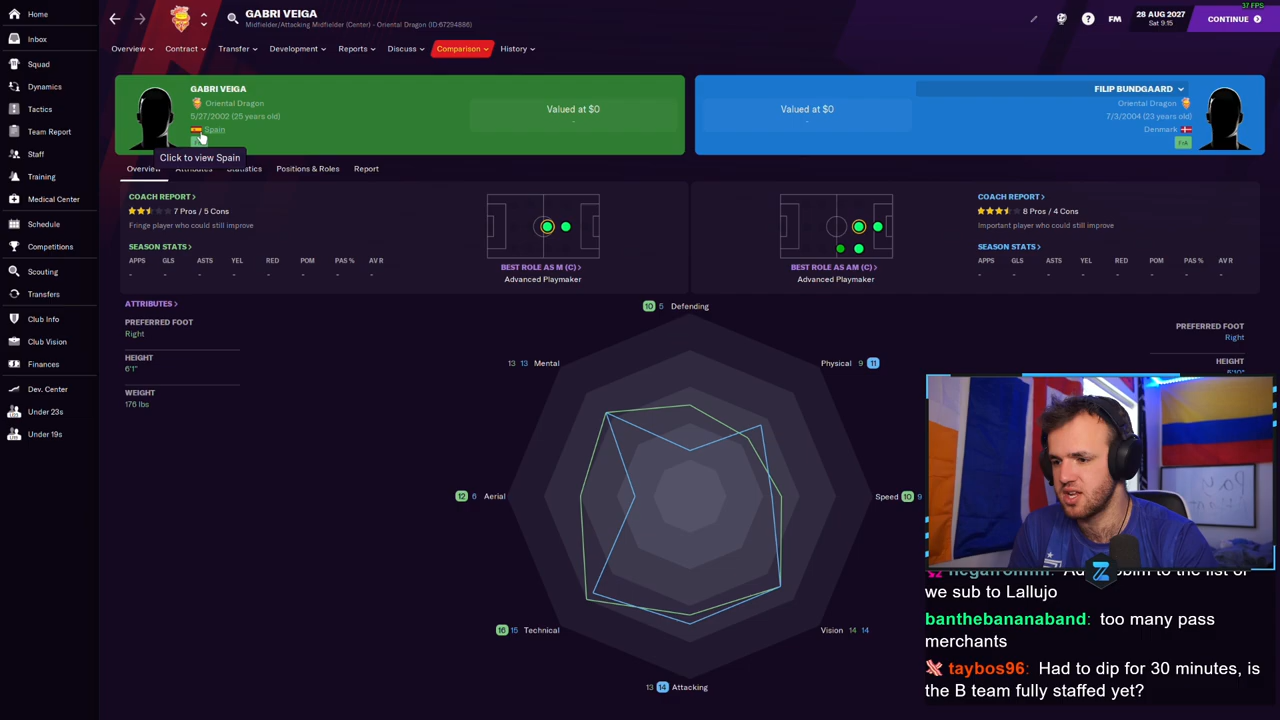 37 FPS
Home
GABRI VEIGA
Midfielder/Attacking Midfielder (Center) - Oriental Dragon (ID:67294886)
FM
28 AUG 2027
Sat 9:15
CONTINUE
Inbox
Overview
Contract
Transfer
Development
Reports
Discuss
Comparison
History
Squad
Dynamics
Tactics
Team Report
Staff
Training
Medical Center
Schedule
Competitions
Scouting
Transfers
Club Info
Club Vision
Finances
Dev. Center
Under 23s
Under 19s
GABRI VEIGA
Oriental Dragon
5/27/2002 (25 years old)
Spain
Valued at $0
-
Click to view Spain
Valued at $0
-
FILIP BUNDGAARD
Oriental Dragon
7/3/2004 (23 years old)
Denmark
FrA
Overview
Attributes
Statistics
Positions & Roles
Report
COACH REPORT >
7 Pros / 5 Cons
Fringe player who could still improve
SEASON STATS >
APPS GLS ASTS YEL RED POM PAS % AV R
- - - - - - - -
BEST ROLE AS M (C) >
Advanced Playmaker
BEST ROLE AS AM (C) >
Advanced Playmaker
COACH REPORT >
8 Pros / 4 Cons
Important player who could still improve
SEASON STATS >
APPS GLS ASTS YEL RED POM PAS % AV R
- - - - - - - -
ATTRIBUTES >
PREFERRED FOOT
Right
HEIGHT
6'1"
WEIGHT
176 lbs
10 5 Defending
13 13 Mental
Physical 9 11
12 6 Aerial
Speed 10 9
16 15 Technical
Vision 14 14
13 14 Attacking
PREFERRED FOOT
Right
HEIGHT
we sub to Lallujo
banthebananaband: too many pass
merchants
taybos96: Had to dip for 30 minutes, is
the B team fully staffed yet?